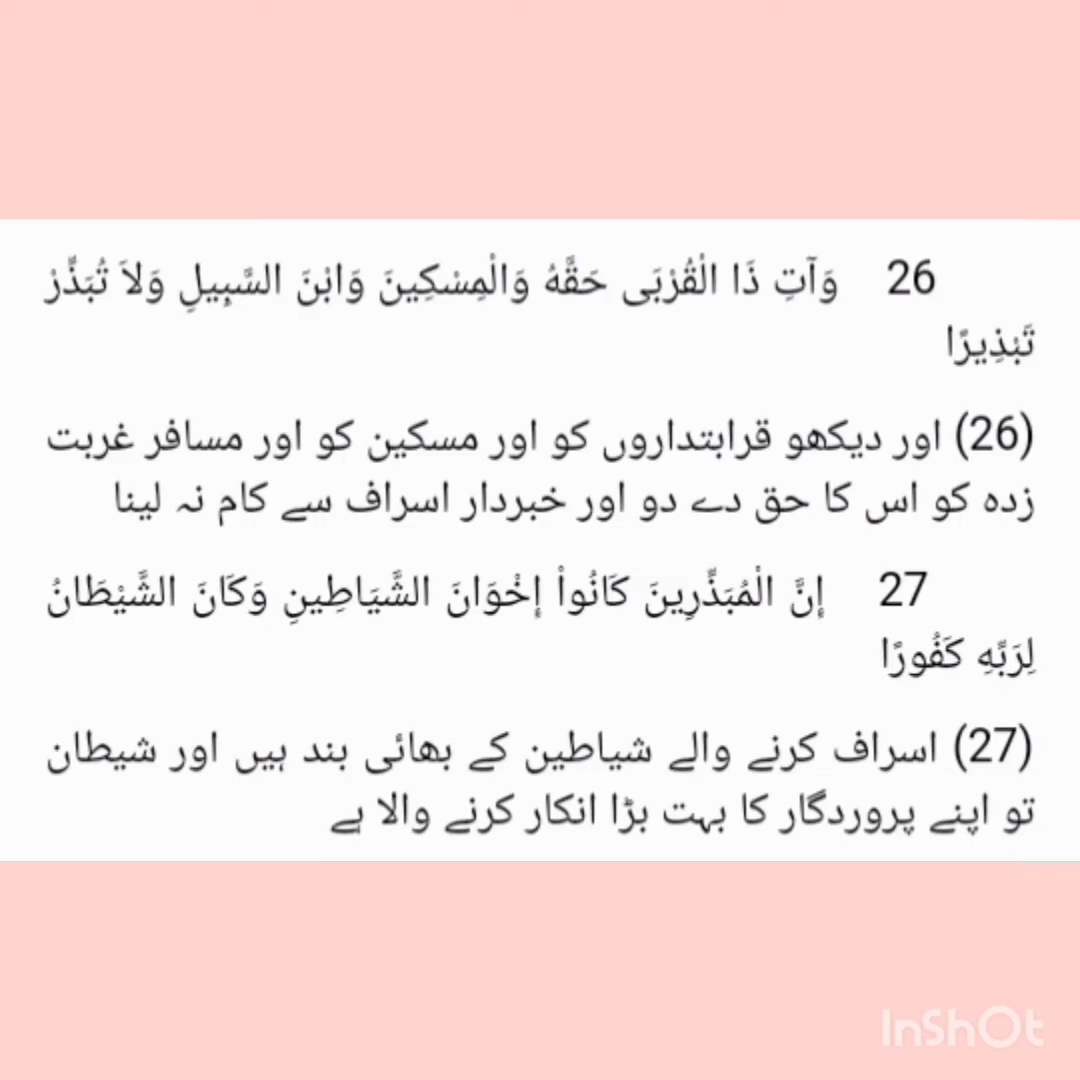 26 وَآتِ ذَا الْقُرْبَى حَقَّهُ وَالْمِسْكِينَ وَابْنَ السَّبِيلِ وَلاَ تُبَذِّرْ
تَبْذِيرًا
(26) اور دیکھو قرابتداروں کو اور مسکین کو اور مسافر غربت
زدہ کو اس کا حق دے دو اور خبردار اسراف سے کام نہ لینا
27 إِنَّ الْمُبَذِّرِينَ كَانُواْ إِخْوَانَ الشَّيَاطِينِ وَكَانَ الشَّيْطَانُ
لِرَبِّهِ كَفُورًا
(27) اسراف کرنے والے شیاطین کے بھائی بند ہیں اور شیطان
تو اپنے پروردگار کا بہت بڑا انکار کرنے والا ہے
InShOt